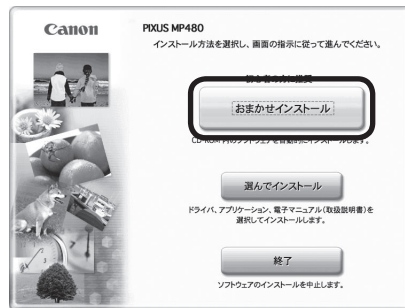 Canon
PIXUS MP480
インストール方法を選択し、画面の指示に従って進んでください。
おまかせインストール
CD-ROM内のソフトウェアを自動的にインストールします。
選んでインストール
ドライバ、アプリケーション、電子マニュアル(取扱説明書)を
選択してインストールします。
終了
ソフトウェアのインストールを中止します。